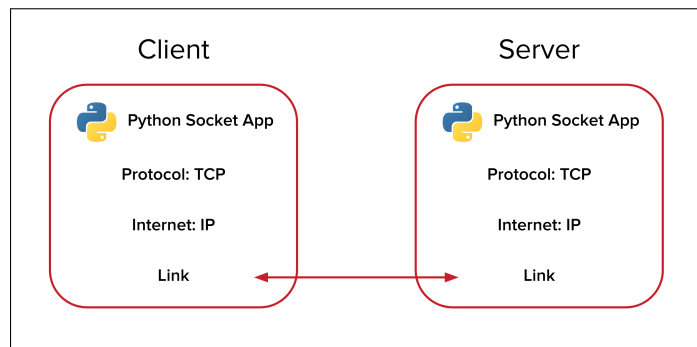 Client
Python Socket App
Protocol: TCP
Internet: IP
Link
Server
Python Socket App
Protocol: TCP
Internet: IP
Link